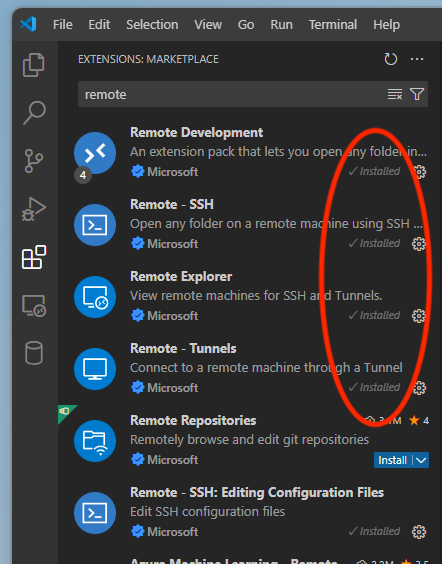 File Edit Selection View Go Run Terminal Help
EXTENSIONS: MARKETPLACE
remote
Remote Development
An extension pack that lets you open any folder in...
4
Microsoft
Installed
Remote - SSH
Open any folder on a remote machine using SSH ...
Microsoft
Installed
Remote Explorer
View remote machines for SSH and Tunnels.
Microsoft
Installed
Remote - Tunnels
Connect to a remote machine through a Tunnel
Microsoft
Installed
Remote Repositories 4
Remotely browse and edit git repositories
Microsoft
Install
Remote - SSH: Editing Configuration Files
Edit SSH configuration files
Microsoft
Installed
Azure Machine Learning - Remote